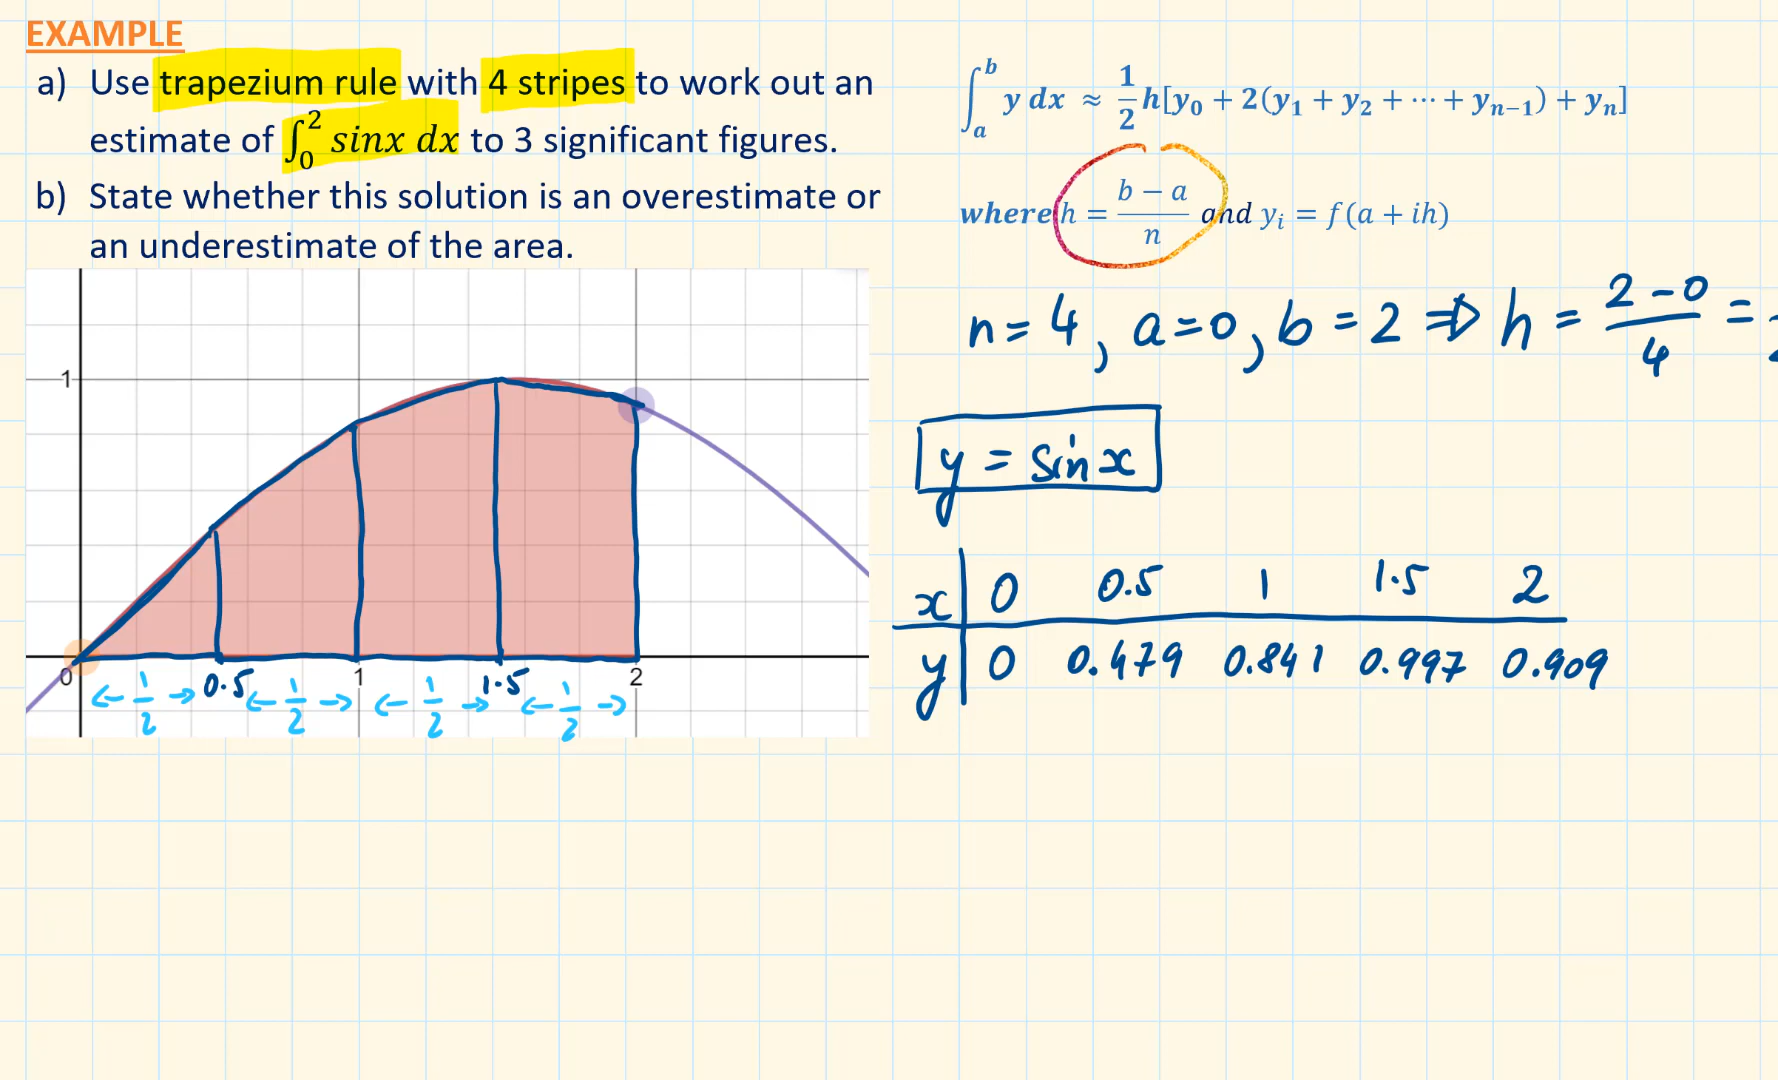 EXAMPLE
a) Use trapezium rule with 4 stripes to work out an
estimate of ∫₀² sinx dx to 3 significant figures.
b) State whether this solution is an overestimate or
an underestimate of the area.
∫ₐᵇ y dx ≈ 1/2 h[y₀ + 2(y₁ + y₂ + ⋯ + yₙ₋₁) + yₙ]
where h = (b − a)/n and yᵢ = f(a + ih)
n = 4, a = 0, b = 2 ⇒ h = (2 − 0)/4 =
y = sin x
x 0 0.5 1 1.5 2
y 0 0.479 0.841 0.997 0.909
1
0 0.5 1 1.5 2
← 1/2 → ← 1/2 → ← 1/2 → ← 1/2 →